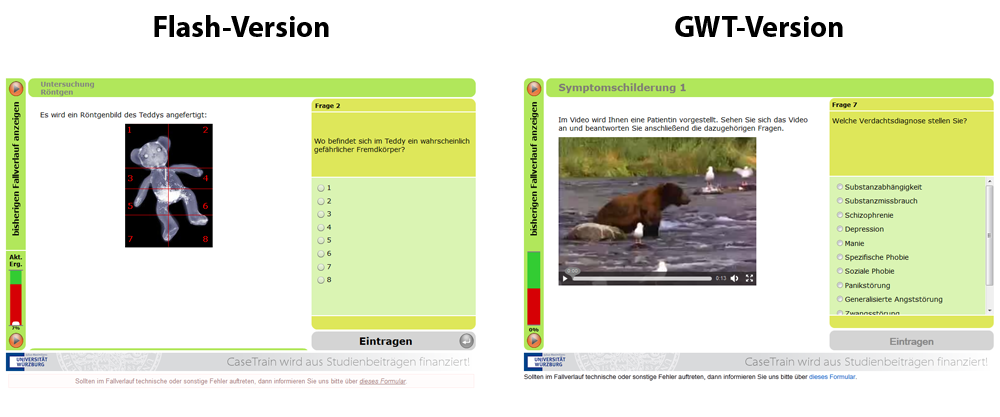 Flash-Version
Untersuchung
Röntgen
bisherigen Fallverlauf anzeigen
Es wird ein Röntgenbild des Teddys angefertigt:
1 2
3 4
5 6
7 8
Frage 2
Wo befindet sich im Teddy ein wahrscheinlich
gefährlicher Fremdkörper?
1
2
3
4
5
6
7
8
Akt.
Erg.
7%
Eintragen
UNIVERSITÄT
WÜRZBURG
CaseTrain wird aus Studienbeitragen finanziert!
Sollten im Fallverlauf technische oder sonstige Fehler auftreten, dann informieren Sie uns bitte über dieses Formular.
GWT-Version
Symptomschilderung 1
bisherigen Fallverlauf anzeigen
Im Video wird Ihnen eine Patientin vorgestellt. Sehen Sie sich das Video
an und beantworten Sie anschließend die dazugehörigen Fragen.
0:00
0:13
Frage 7
Welche Verdachtsdiagnose stellen Sie?
Substanzabhängigkeit
Substanzmissbrauch
Schizophrenie
Depression
Manie
Spezifische Phobie
Soziale Phobie
Panikstörung
Generalisierte Angststörung
Zwangsstörung
0%
Eintragen
UNIVERSITÄT
WÜRZBURG
CaseTrain wird aus Studienbeitragen finanziert!
Sollten im Fallverlauf technische oder sonstige Fehler auftreten, dann informieren Sie uns bitte über dieses Formular.